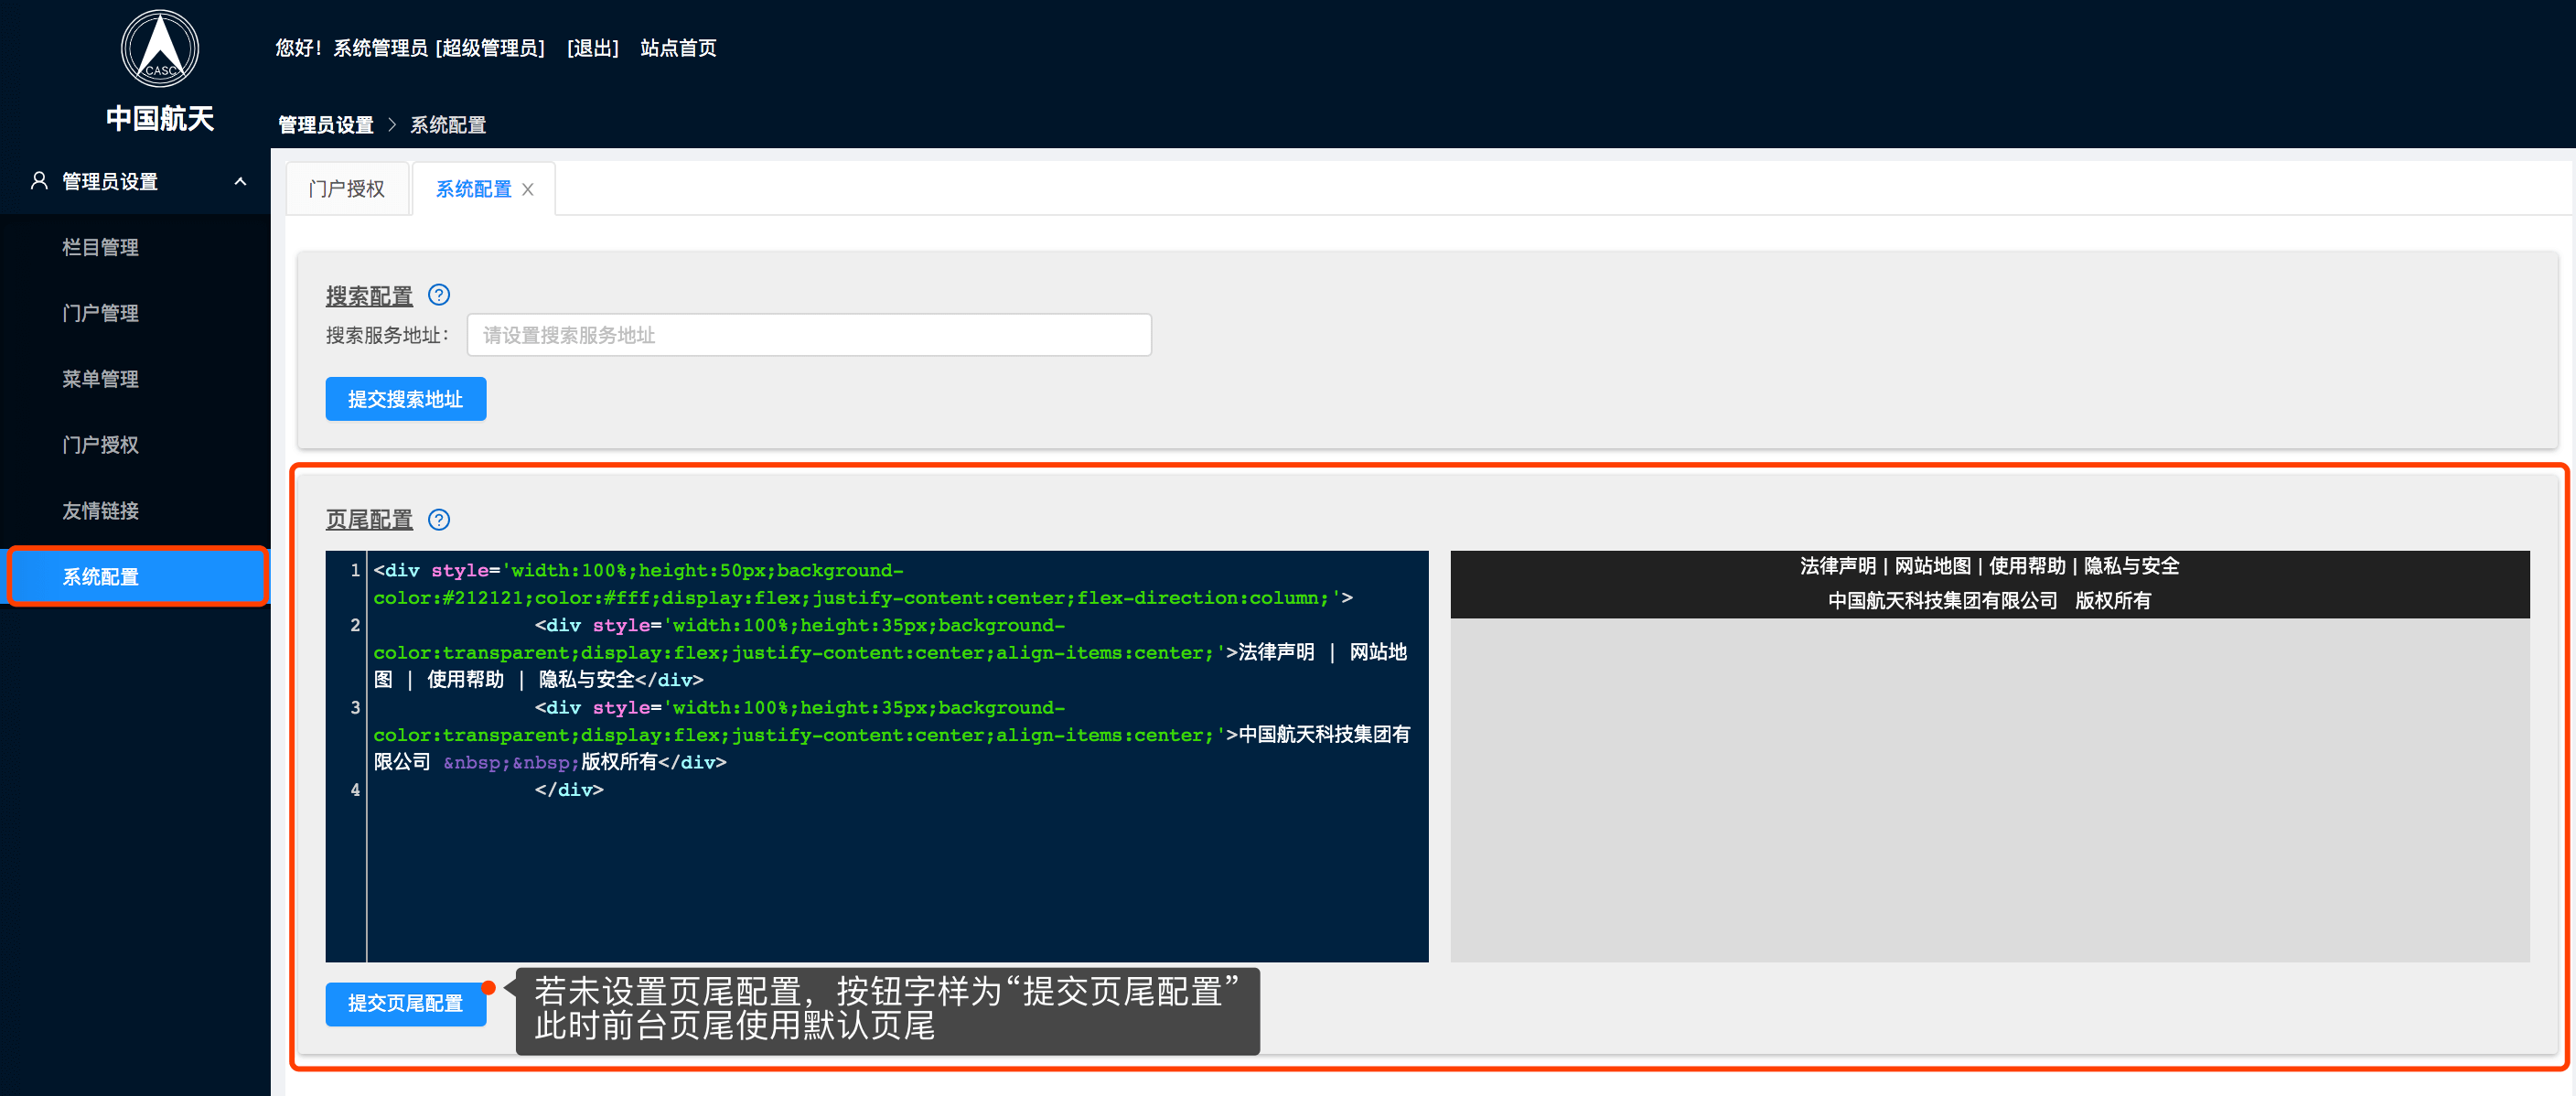 CASC
中国航天
您好！系统管理员 [超级管理员] [退出] 站点首页
管理员设置 > 系统配置
管理员设置
栏目管理
门户管理
菜单管理
门户授权
友情链接
系统配置
门户授权
系统配置 ×
搜索配置 ?
搜索服务地址：
请设置搜索服务地址
提交搜索地址
页尾配置 ?
1 <div style='width:100%;height:50px;background-
color:#212121;color:#fff;display:flex;justify-content:center;flex-direction:column;'>
2 <div style='width:100%;height:35px;background-
color:transparent;display:flex;justify-content:center;align-items:center;'>法律声明 | 网站地
图 | 使用帮助 | 隐私与安全</div>
3 <div style='width:100%;height:35px;background-
color:transparent;display:flex;justify-content:center;align-items:center;'>中国航天科技集团有
限公司 &nbsp;&nbsp;版权所有</div>
4 </div>
法律声明 | 网站地图 | 使用帮助 | 隐私与安全
中国航天科技集团有限公司 版权所有
提交页尾配置
若未设置页尾配置，按钮字样为“提交页尾配置”
此时前台页尾使用默认页尾